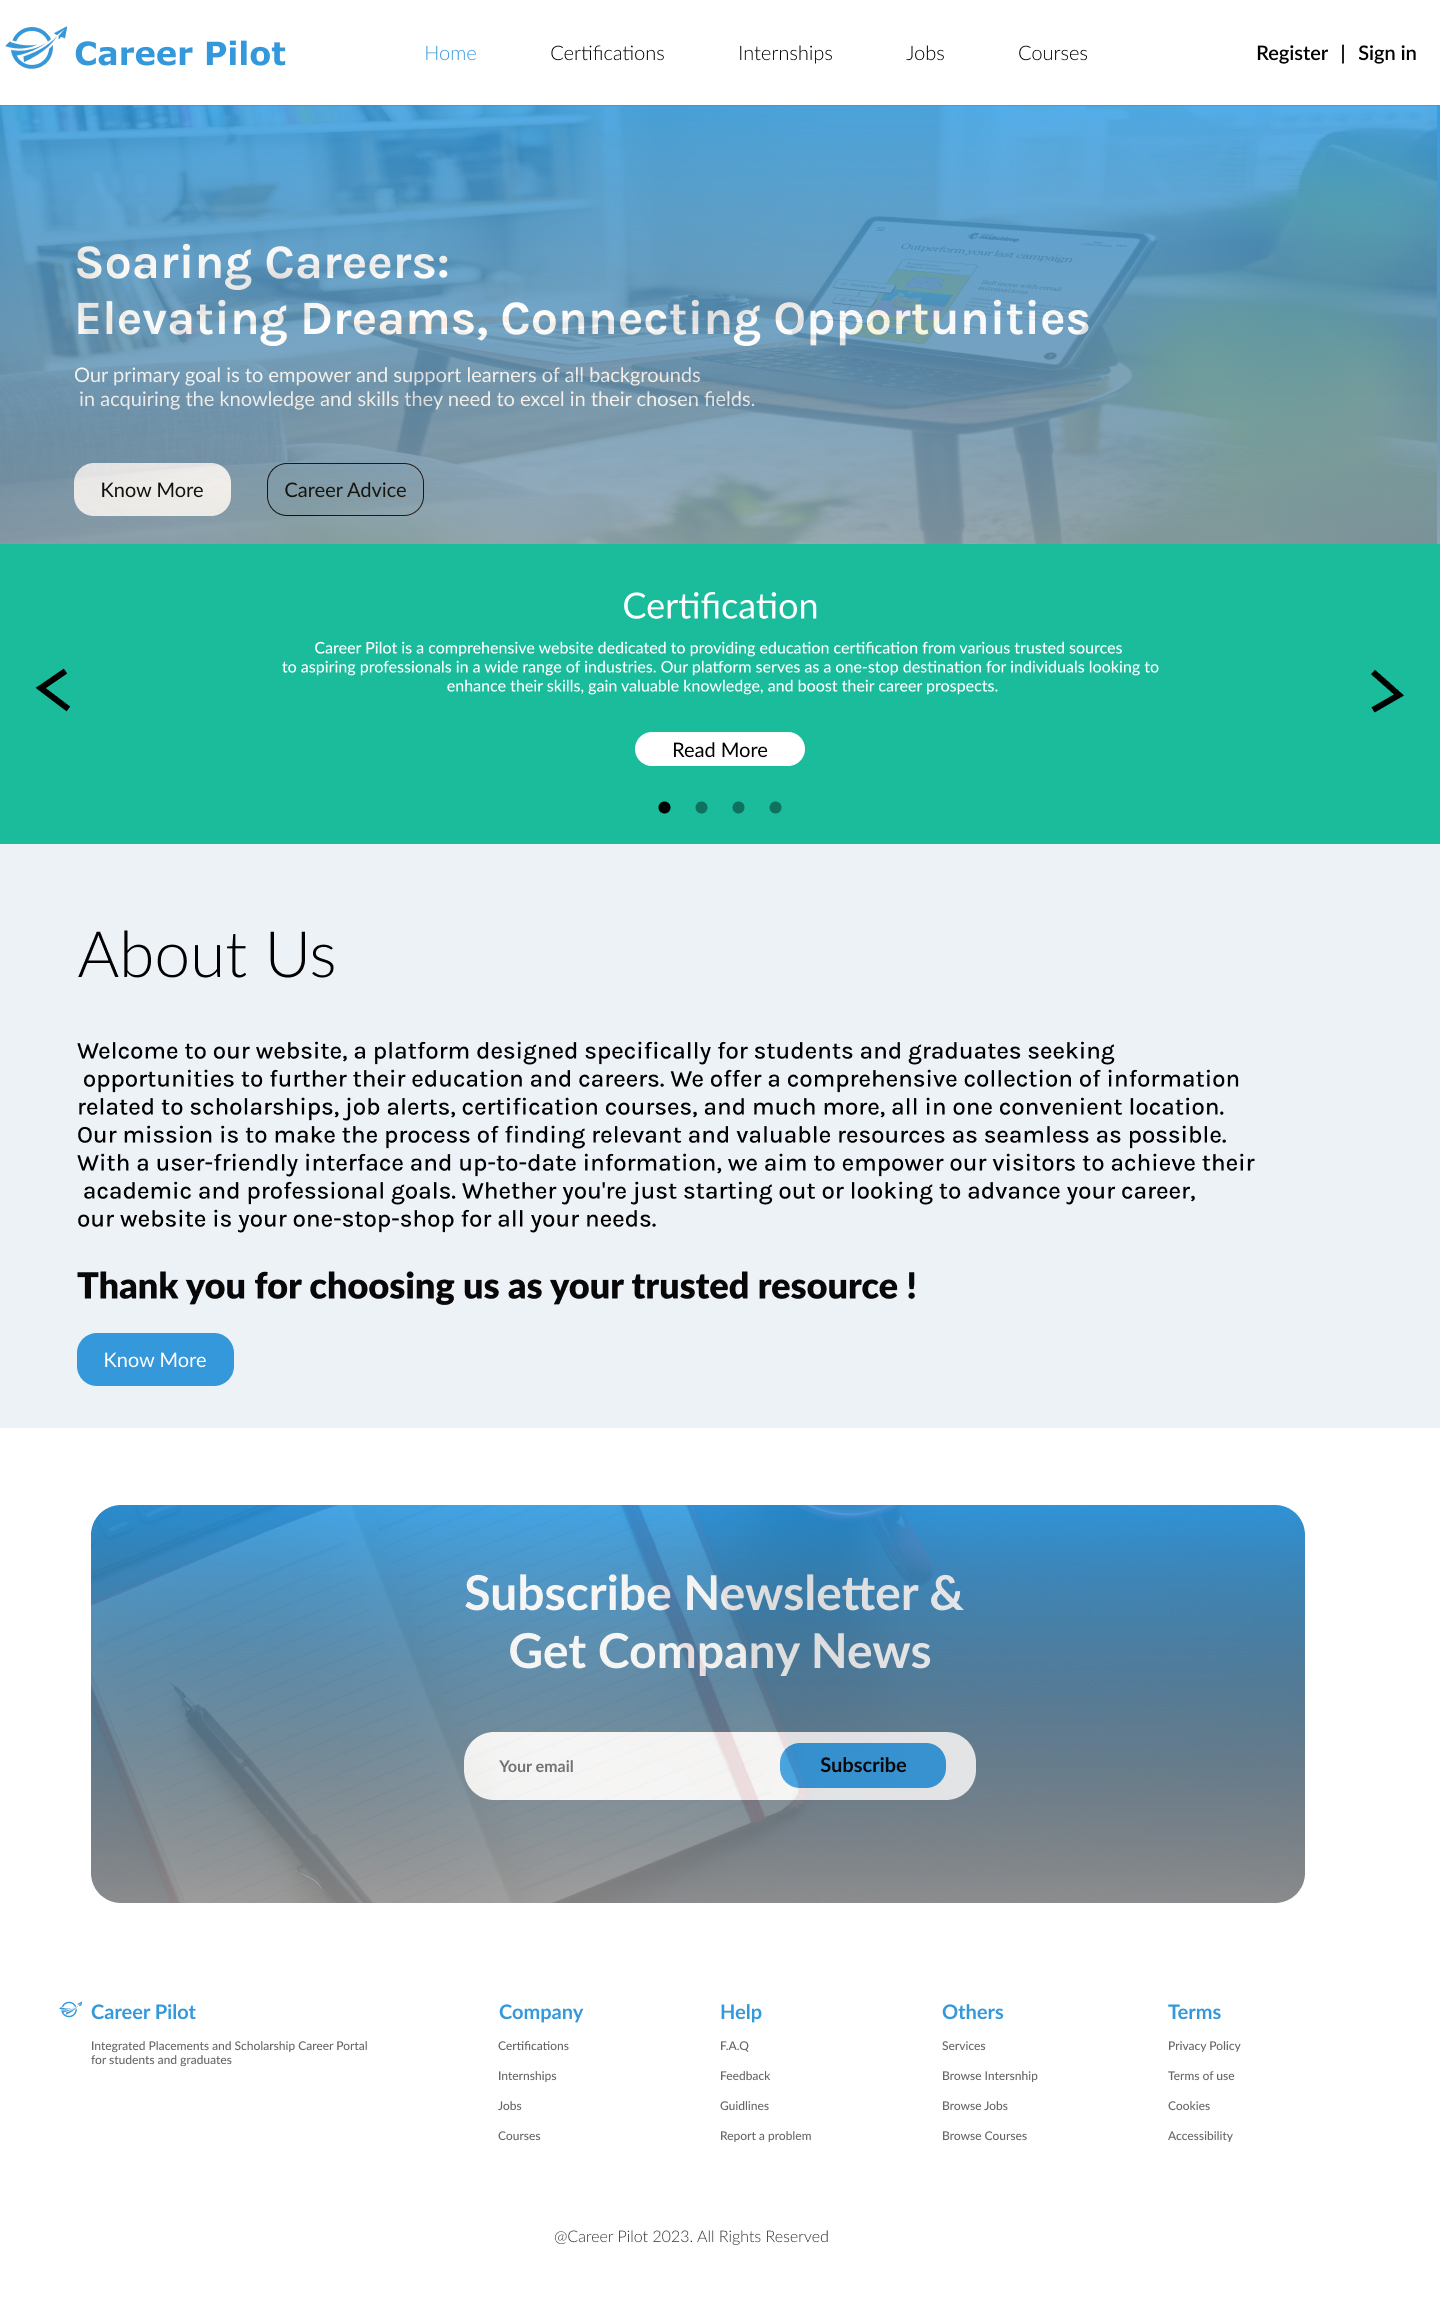 Career Pilot
Home
Certifications
Internships
Jobs
Courses
Register | Sign in
Outperform your last campaign
Soaring Careers:
Elevating Dreams, Connecting Opportunities
Our primary goal is to empower and support learners of all backgrounds
in acquiring the knowledge and skills they need to excel in their chosen fields.
Know More
Career Advice
Certification
Career Pilot is a comprehensive website dedicated to providing education certification from various trusted sources
to aspiring professionals in a wide range of industries. Our platform serves as a one-stop destination for individuals looking to
enhance their skills, gain valuable knowledge, and boost their career prospects.
Read More
About Us
Welcome to our website, a platform designed specifically for students and graduates seeking
opportunities to further their education and careers. We offer a comprehensive collection of information
related to scholarships, job alerts, certification courses, and much more, all in one convenient location.
Our mission is to make the process of finding relevant and valuable resources as seamless as possible.
With a user-friendly interface and up-to-date information, we aim to empower our visitors to achieve their
academic and professional goals. Whether you're just starting out or looking to advance your career,
our website is your one-stop-shop for all your needs.
Thank you for choosing us as your trusted resource !
Know More
Subscribe Newsletter &
Get Company News
Your email
Subscribe
Career Pilot
Integrated Placements and Scholarship Career Portal
for students and graduates
Company
Certifications
Internships
Jobs
Courses
Help
F.A.Q
Feedback
Guidlines
Report a problem
Others
Services
Browse Intersnhip
Browse Jobs
Browse Courses
Terms
Privacy Policy
Terms of use
Cookies
Accessibility
@Career Pilot 2023. All Rights Reserved